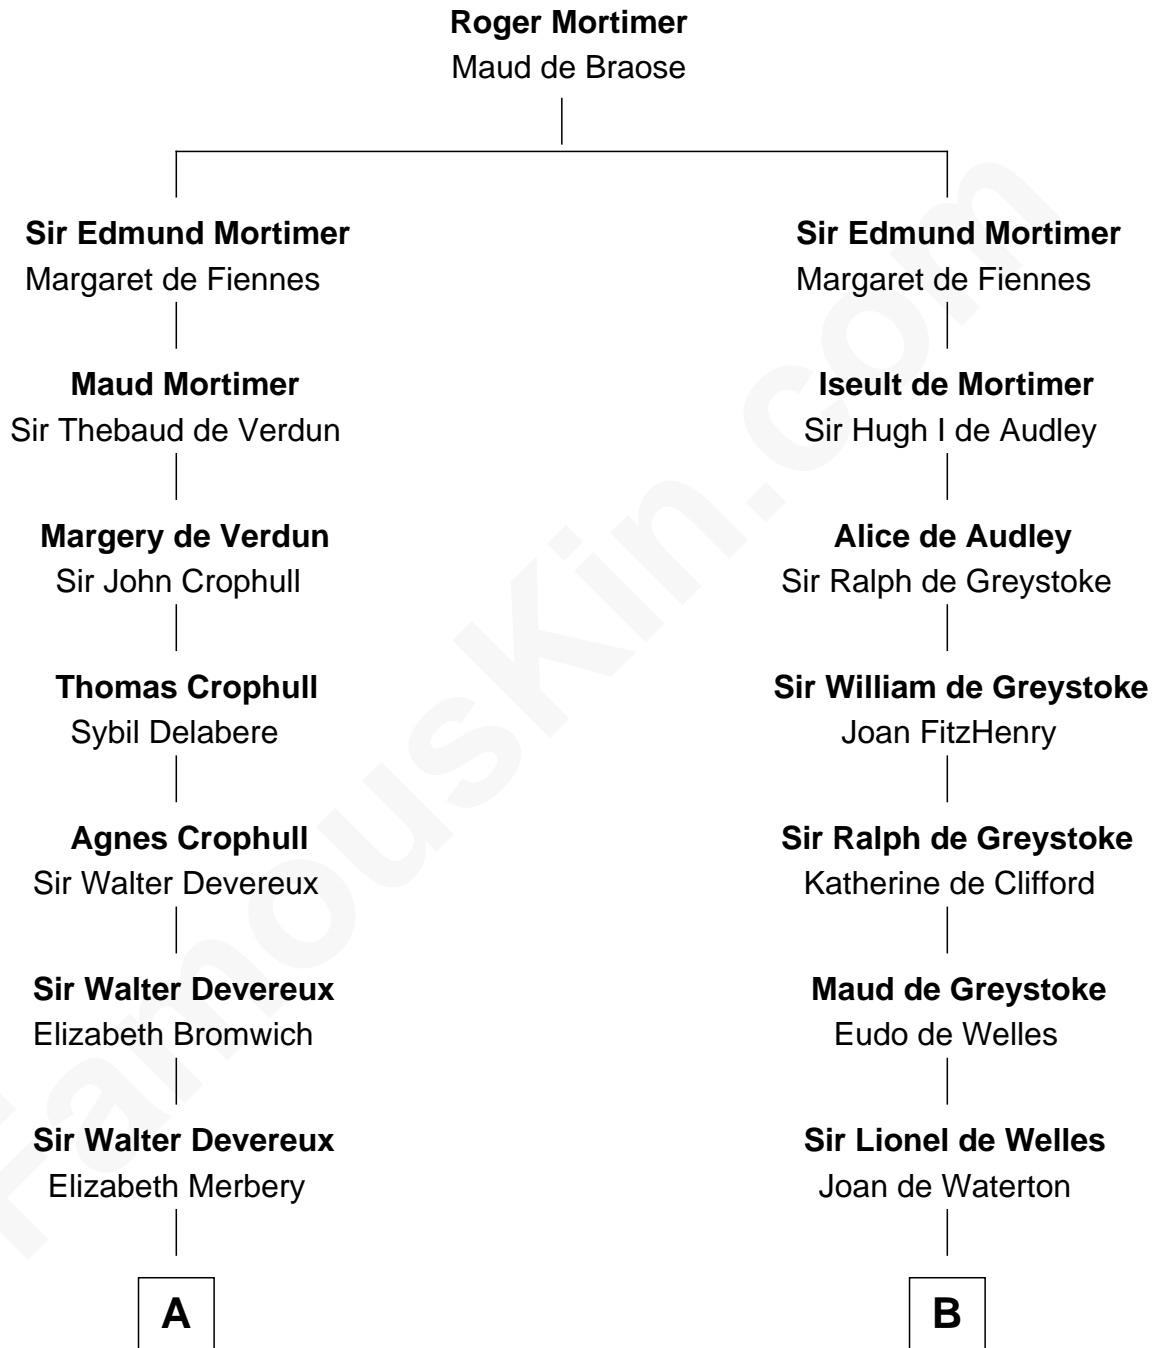 Roger Mortimer
Maud de Braose
Sir Edmund Mortimer
Margaret de Fiennes
Maud Mortimer
Sir Thebaud de Verdun
Margery de Verdun
Sir John Crophull
Thomas Crophull
Sybil Delabere
Agnes Crophull
Sir Walter Devereux
Sir Walter Devereux
Elizabeth Bromwich
Sir Walter Devereux
Elizabeth Merbery
A
Sir Edmund Mortimer
Margaret de Fiennes
Iseult de Mortimer
Sir Hugh I de Audley
Alice de Audley
Sir Ralph de Greystoke
Sir William de Greystoke
Joan FitzHenry
Sir Ralph de Greystoke
Katherine de Clifford
Maud de Greystoke
Eudo de Welles
Sir Lionel de Welles
Joan de Waterton
B
FamousKin.com